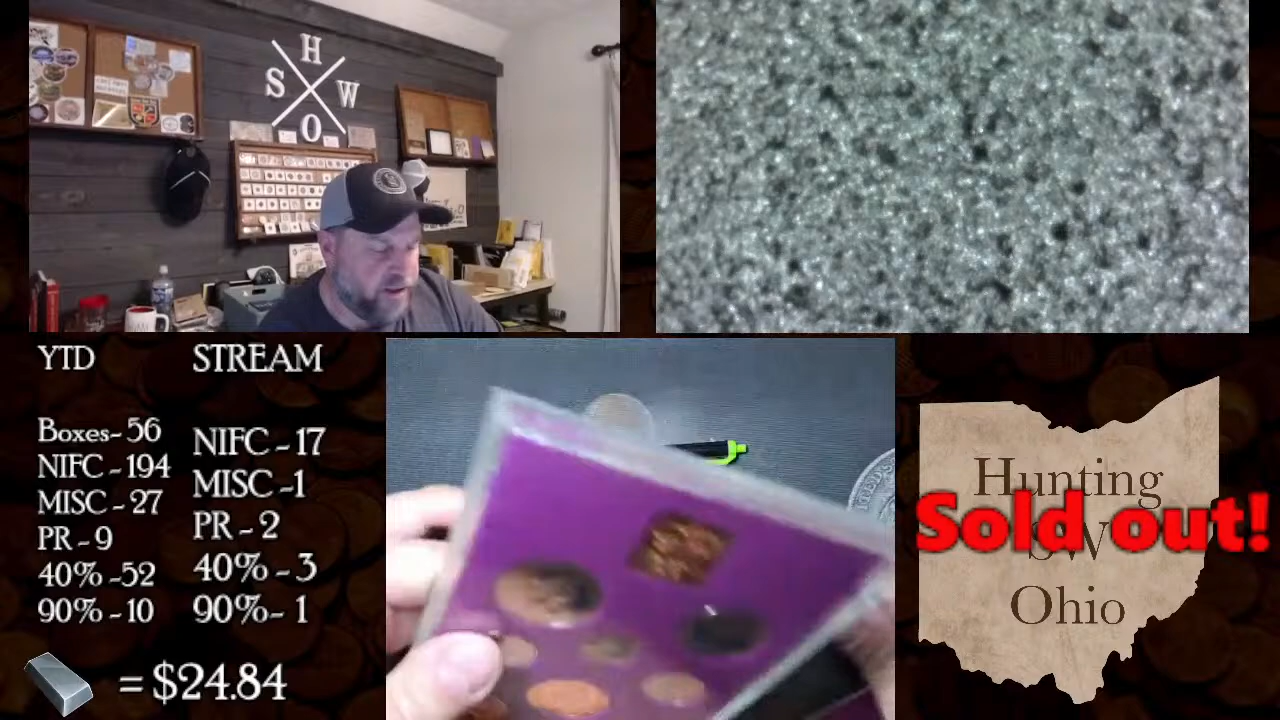 H
S W
O
YTD
Boxes- 56
NIFC - 194
MISC - 27
PR - 9
40% -52
90% - 10
= $24.84
STREAM
NIFC - 17
MISC -1
PR - 2
40% - 3
90% - 1
Hunting
Sold out!
SW
Ohio